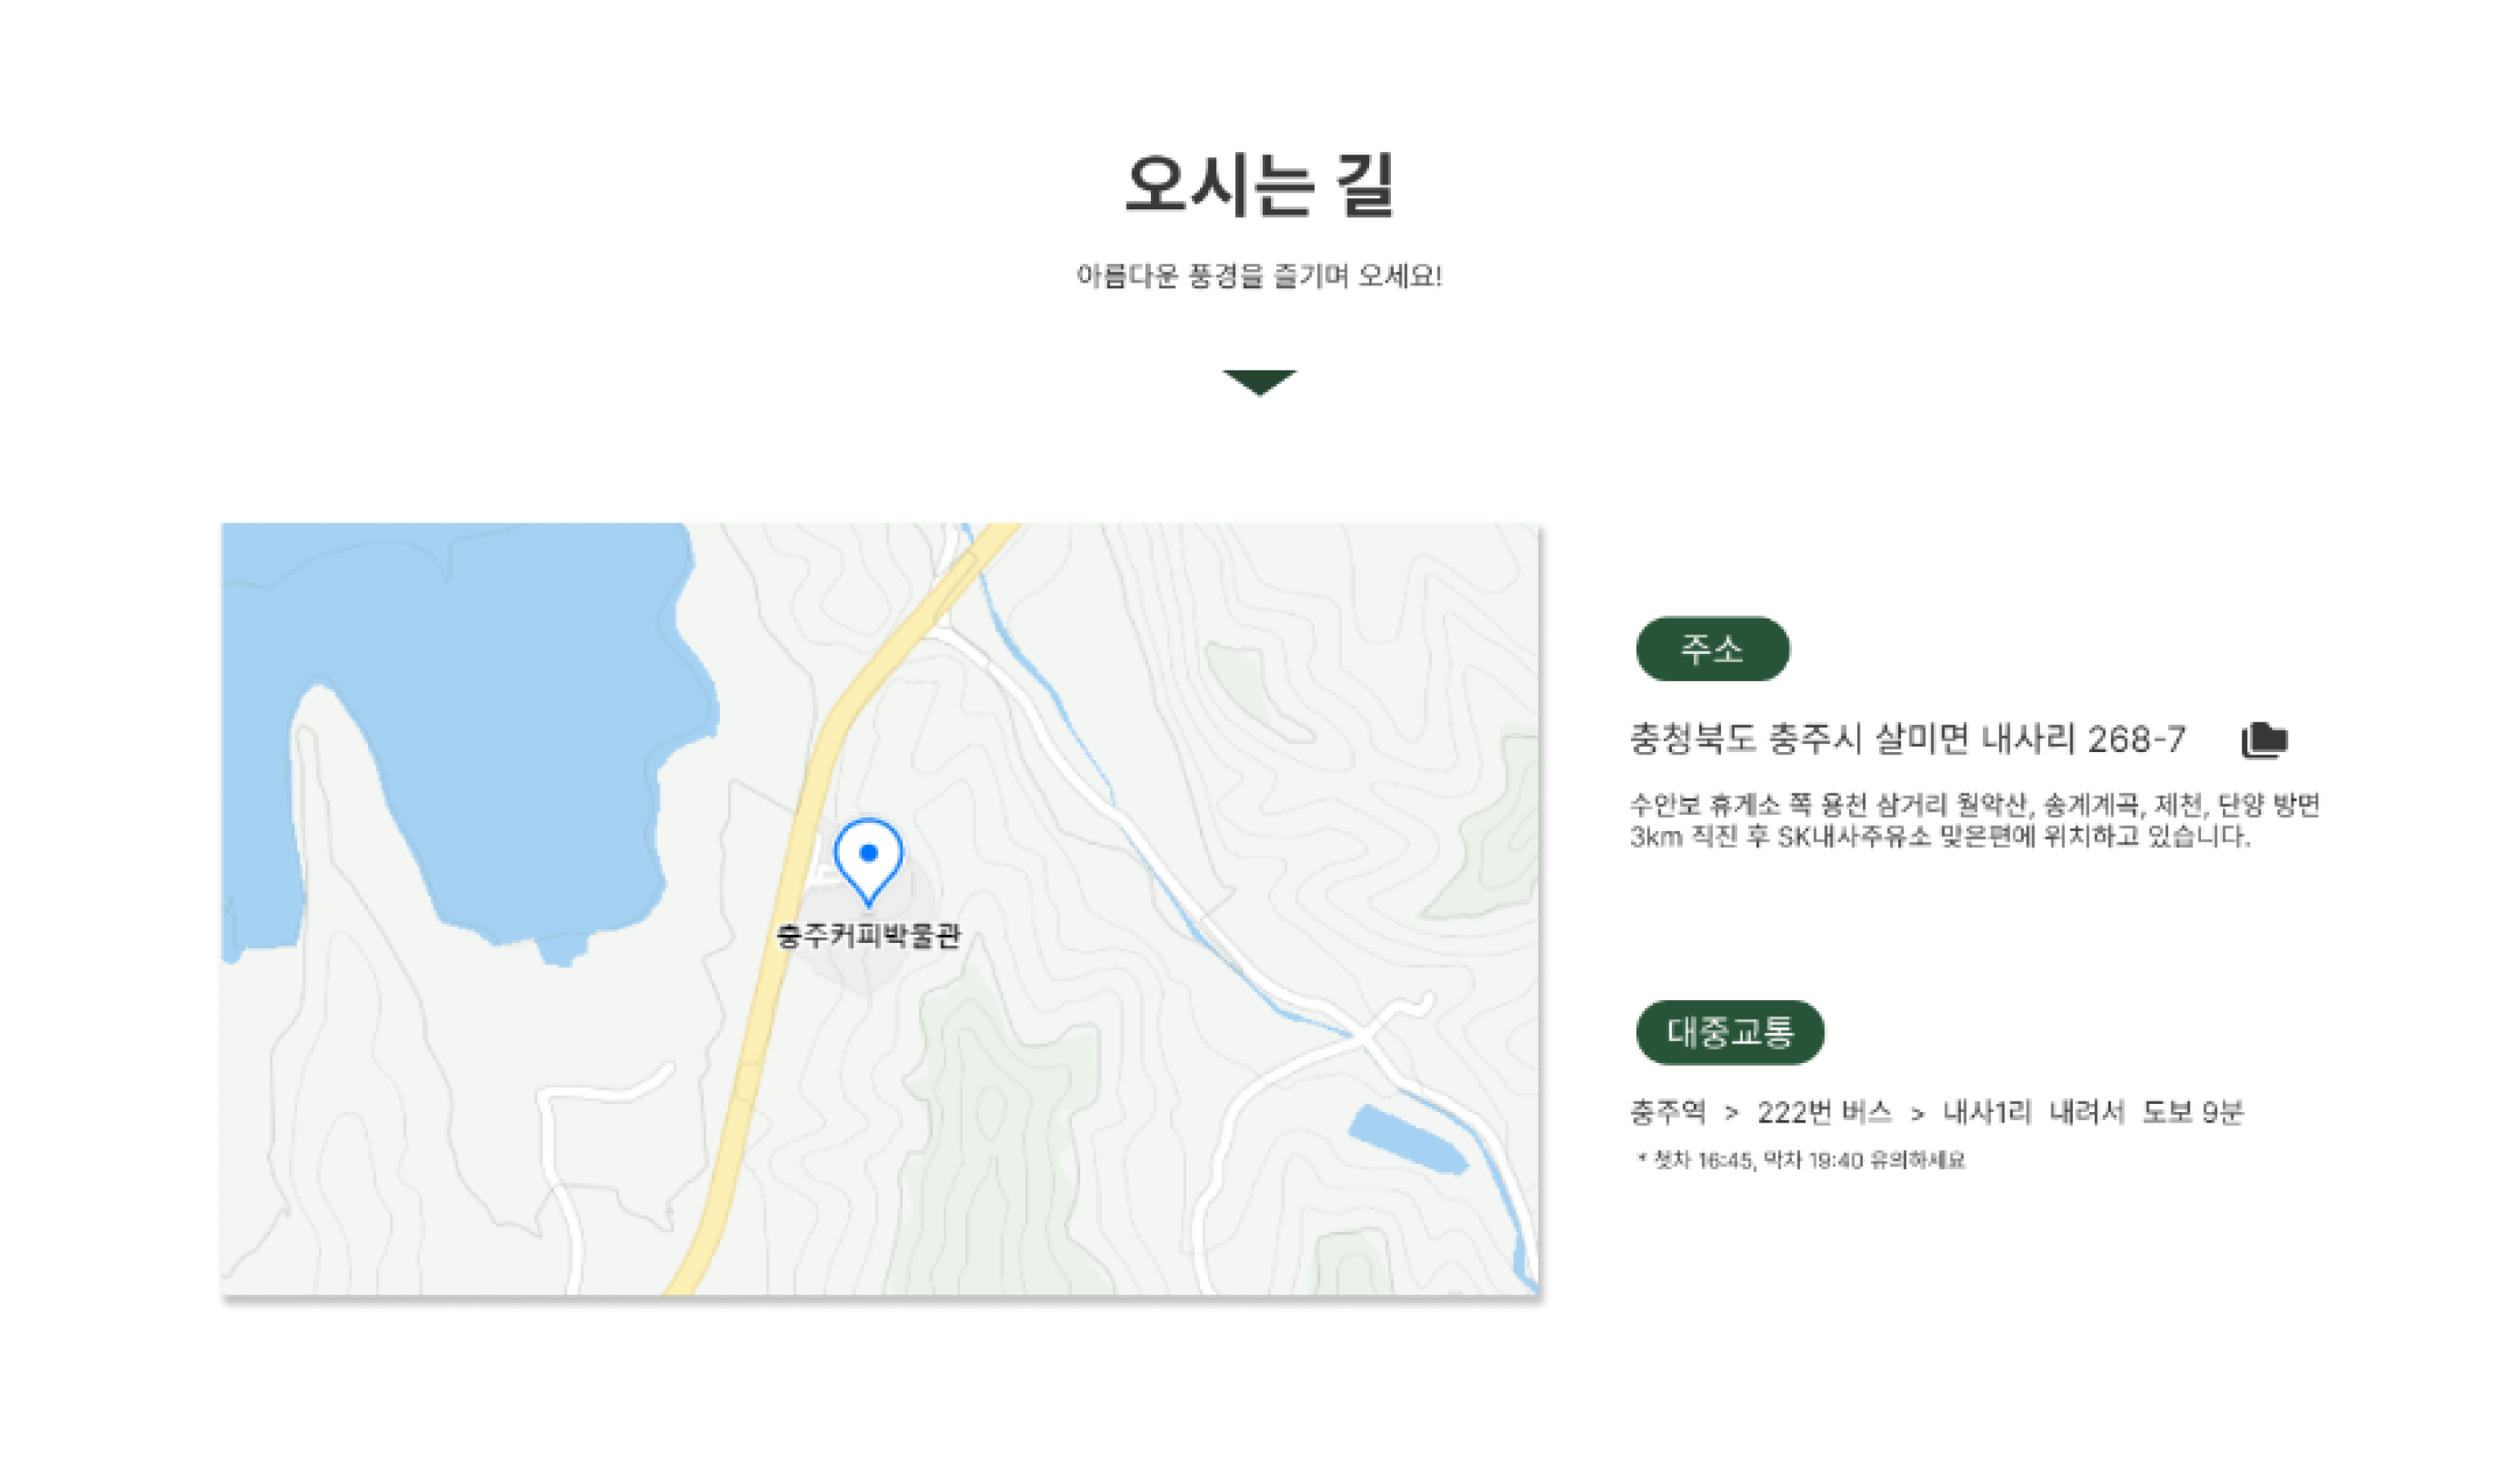 오시는 길
아름다운 풍경을 즐기며 오세요!
충주커피박물관
주소
충청북도 충주시 살미면 내사리 268-7
수안보 휴게소 쪽 용천 삼거리 월악산, 송계계곡, 제천, 단양 방면
3km 직진 후 SK내사주유소 맞은편에 위치하고 있습니다.
대중교통
충주역 > 222번 버스 > 내사1리 내려서 도보 9분
* 첫차 16:45, 막차 19:40 유의하세요